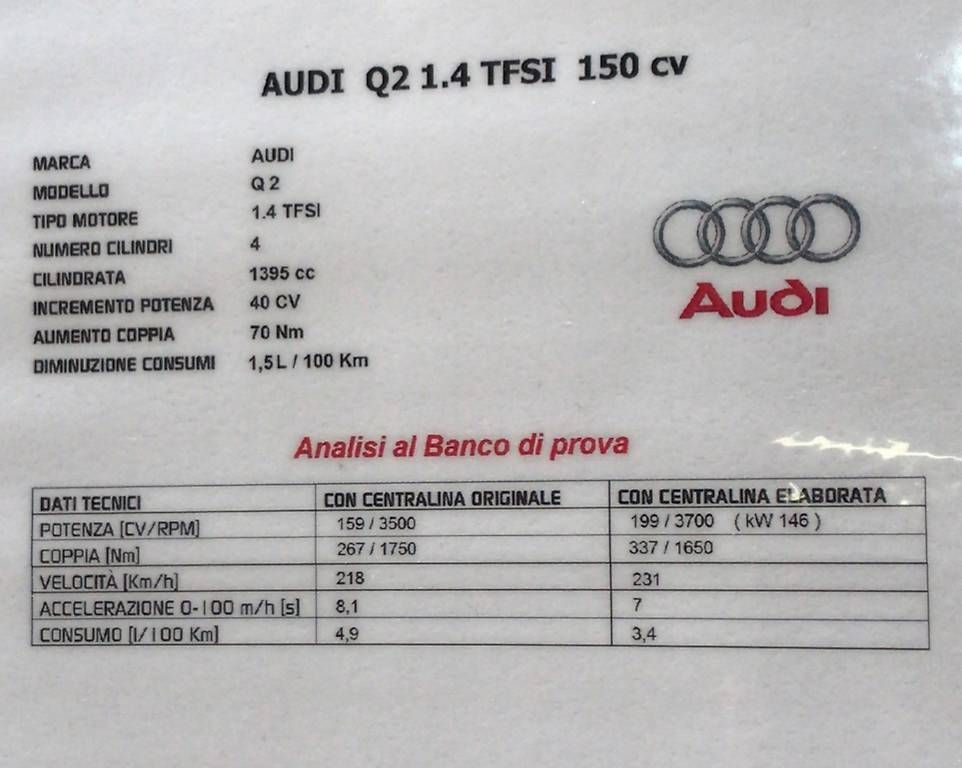 AUDI Q2 1.4 TFSI 150 cv
MARCA AUDI
MODELLO Q 2
TIPO MOTORE 1.4 TFSI
NUMERO CILINDRI 4
CILINDRATA 1395 cc
INCREMENTO POTENZA 40 CV
AUMENTO COPPIA 70 Nm
DIMINUZIONE CONSUMI 1,5L / 100 Km
Audi
Analisi al Banco di prova
DATI TECNICI CON CENTRALINA ORIGINALE CON CENTRALINA ELABORATA
POTENZA [CV/RPM] 159 / 3500 199 / 3700 ( kW 146 )
COPPIA [Nm] 267 / 1750 337 / 1650
VELOCITÀ [Km/h] 218 231
ACCELERAZIONE 0-100 m/h [s] 8,1 7
CONSUMO [l/100 Km] 4,9 3,4